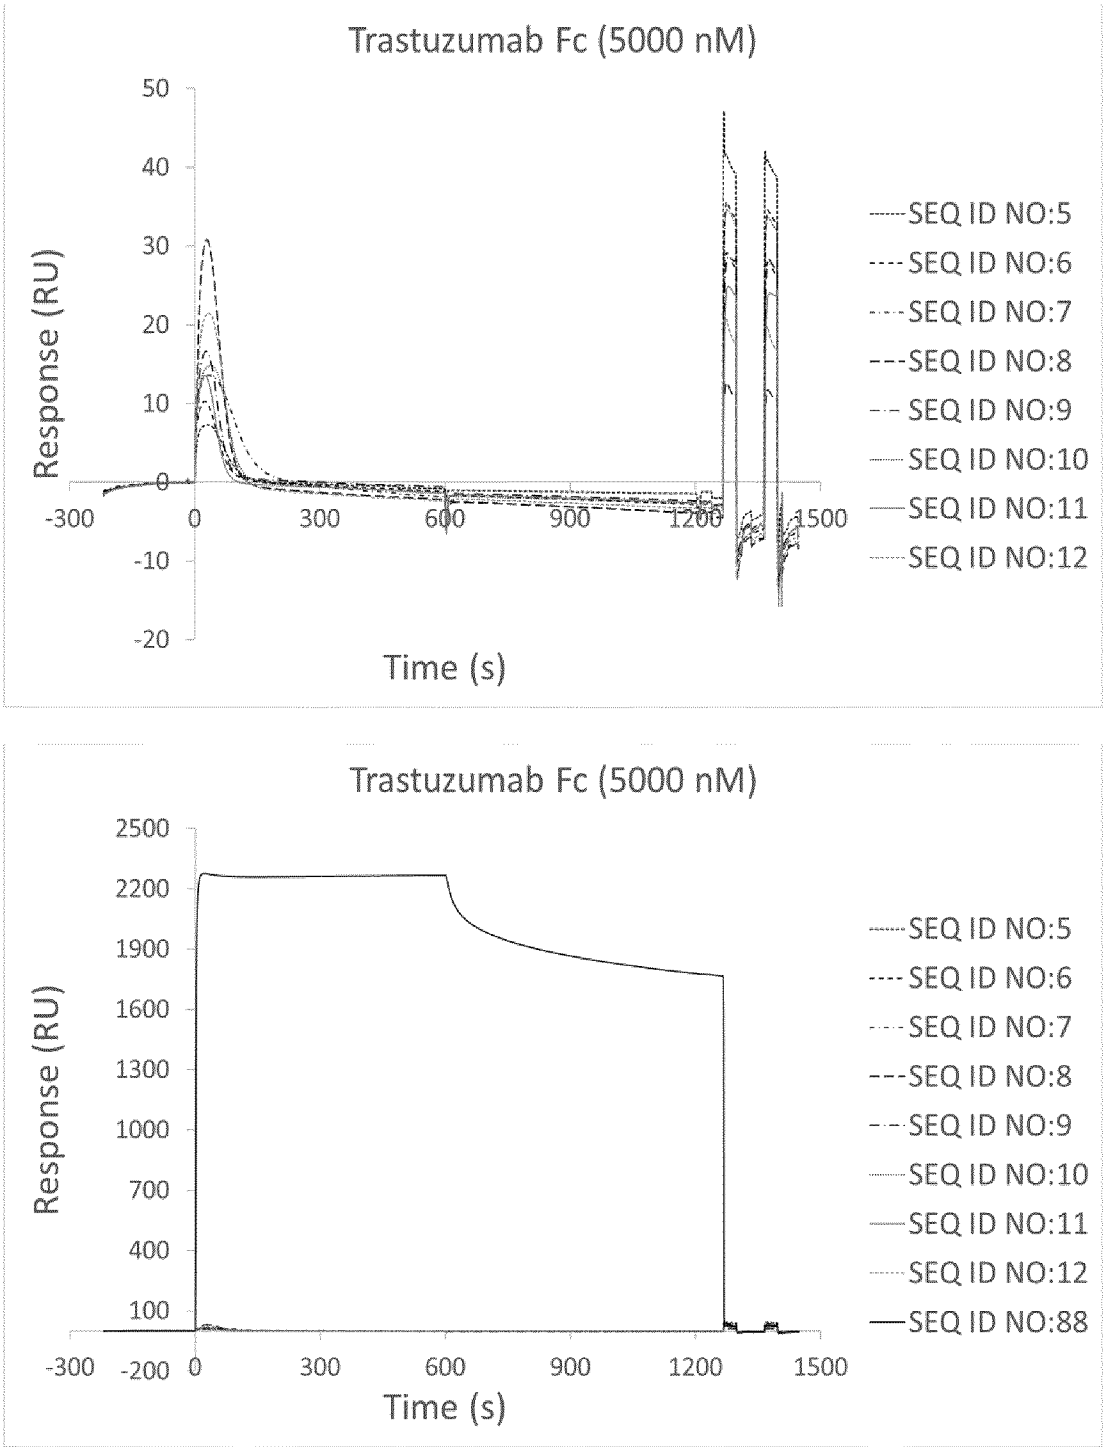 Trastuzumab Fc (5000 nM)
50
40
30
20
10
0
-10
-20
-300
0
300
600
900
1200
1500
Response (RU)
Time (s)
SEQ ID NO:5
SEQ ID NO:6
SEQ ID NO:7
SEQ ID NO:8
SEQ ID NO:9
SEQ ID NO:10
SEQ ID NO:11
SEQ ID NO:12
Trastuzumab Fc (5000 nM)
2500
2200
1900
1600
1300
1000
700
400
100
-200
-300
0
300
600
900
1200
1500
Response (RU)
Time (s)
SEQ ID NO:5
SEQ ID NO:6
SEQ ID NO:7
SEQ ID NO:8
SEQ ID NO:9
SEQ ID NO:10
SEQ ID NO:11
SEQ ID NO:12
SEQ ID NO:88